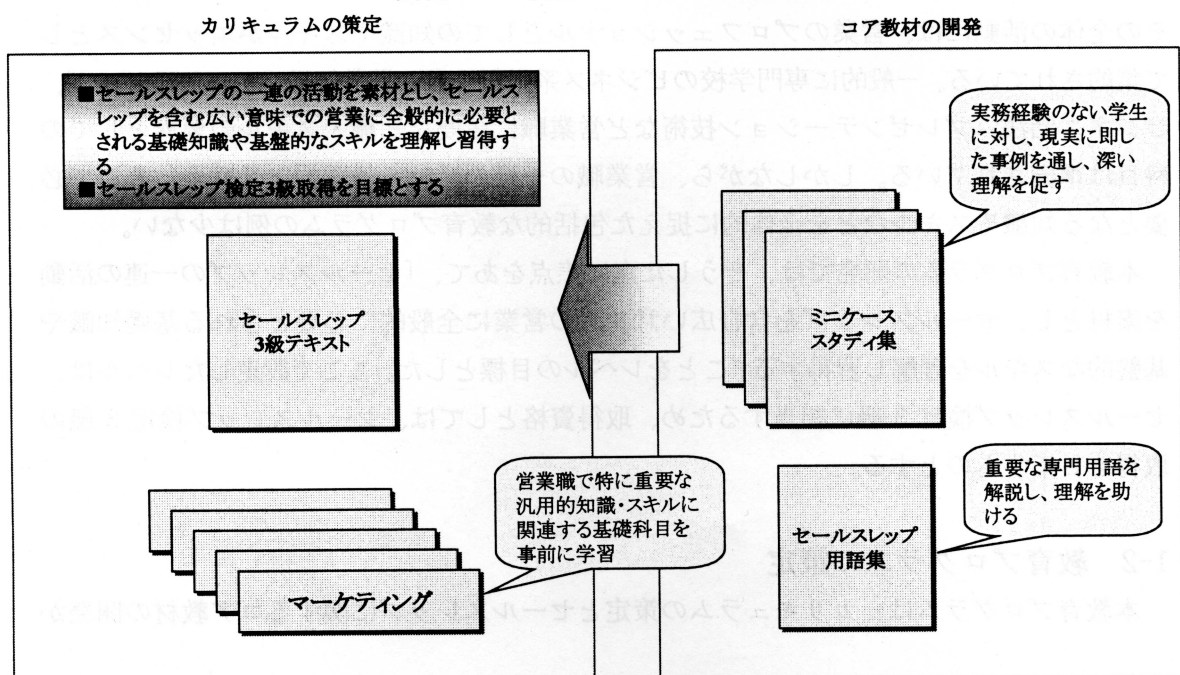 カリキュラムの策定
■セールスレップの一連の活動を素材とし、セールス
レップを含む広い意味での営業に全般的に必要と
される基礎知識や基盤的なスキルを理解し習得す
る
■セールスレップ検定3級取得を目標とする
セールスレップ
3級テキスト
営業職で特に重要な
汎用的知識・スキルに
関連する基礎科目を
事前に学習
マーケティング
コア教材の開発
実務経験のない学生
に対し、現実に即し
た事例を通し、深い
理解を促す
ミニケース
スタディ集
重要な専門用語を
解説し、理解を助
ける
セールスレップ
用語集